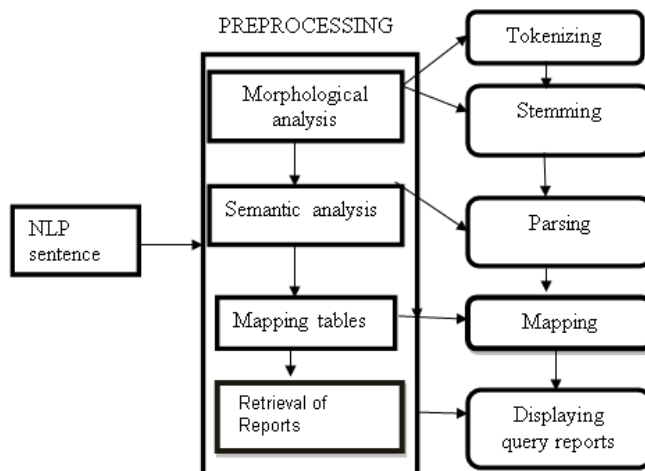 PREPROCESSING
Morphological
analysis
Semantic analysis
Mapping tables
Retrieval of
Reports
NLP
sentence
Tokenizing
Stemming
Parsing
Mapping
Displaying
query reports